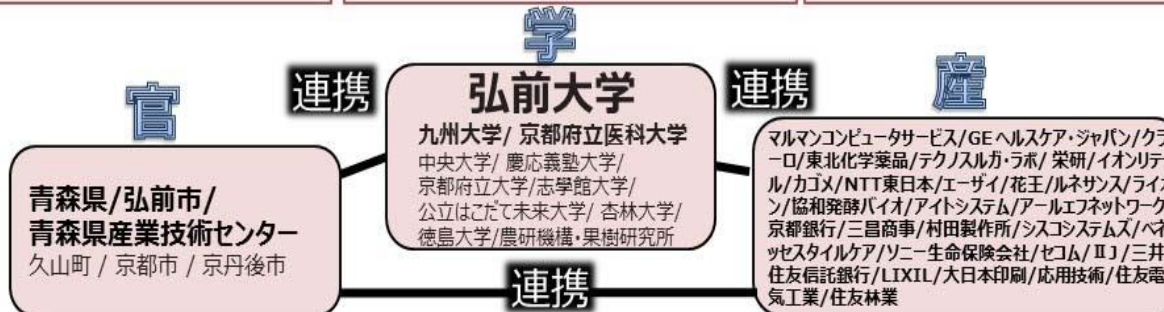 学
官
連携
連携
産
弘前大学
九州大学/ 京都府立医科大学
中央大学/ 慶応義塾大学/
京都府立大学/志學館大学/
公立はこだて未来大学/ 杏林大学/
徳島大学/農研機構・果樹研究所
青森県/弘前市/
青森県産業技術センター
久山町 / 京都市 / 京丹後市
マルマンコンピュータサービス/GEヘルスケア・ジャパン/クラシ
ーロ/東北化学薬品/テクノスルガ・ラボ/ 栄研/イオンリテー
ル/カゴメ/NTT東日本/エーザイ/花王/ルネサンス/ライオ
ン/協和発酵バイオ/アイトシステム/アールエフネットワーク/
京都銀行/三昌商事/村田製作所/シスコシステムズ/ベネ
ッセスタイルケア/ソニー生命保険会社/セコム/ⅡJ/三井
住友信託銀行/LIXIL/大日本印刷/応用技術/住友電
気工業/住友林業
連携